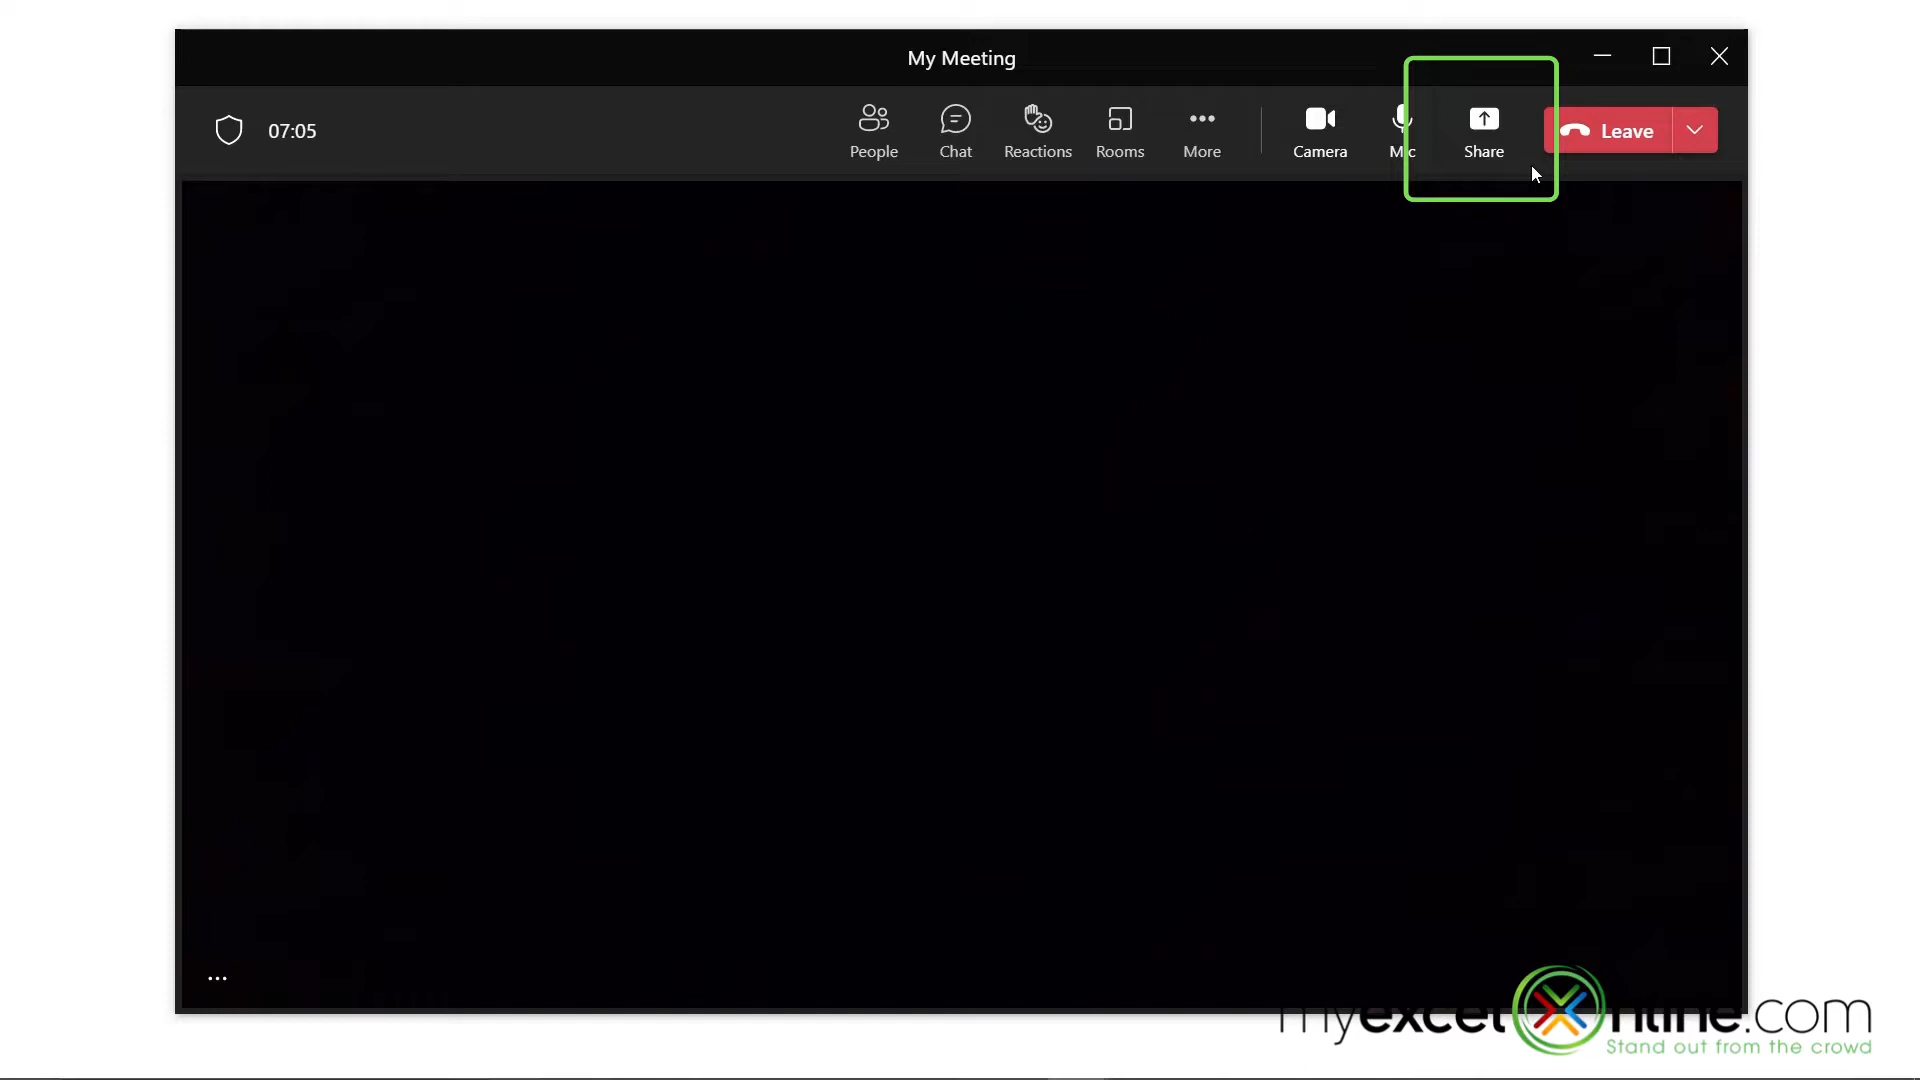 My Meeting
07:05
People
Chat
Reactions
Rooms
More
Camera
Mic
Share
Leave
myexcelOnline.com
Stand out from the crowd